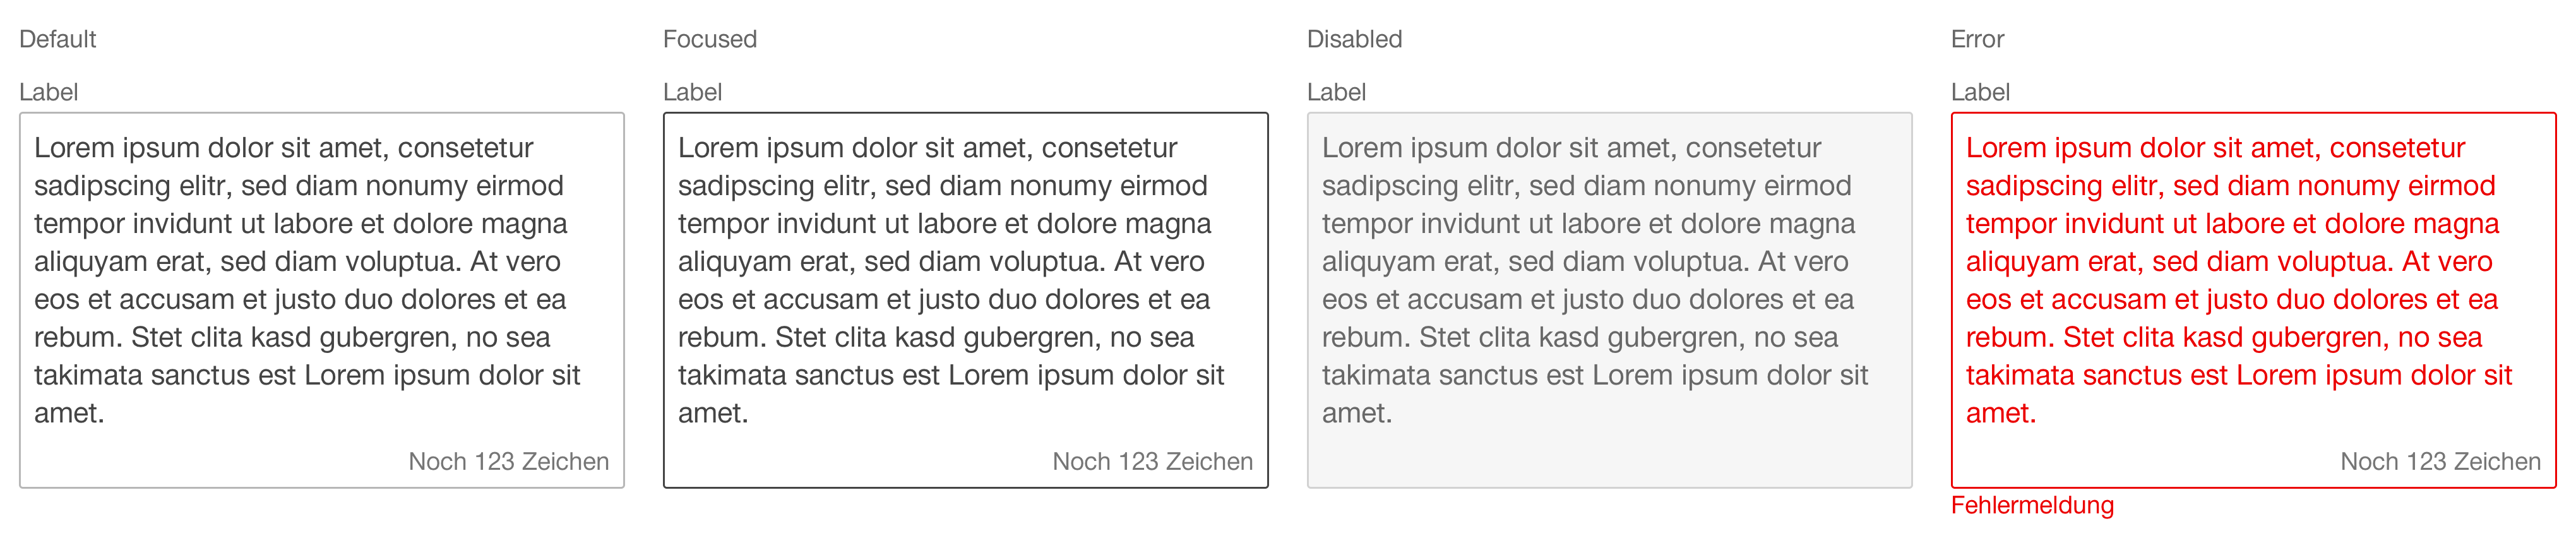 Default
Label
Lorem ipsum dolor sit amet, consetetur
sadipscing elitr, sed diam nonumy eirmod
tempor invidunt ut labore et dolore magna
aliquyam erat, sed diam voluptua. At vero
eos et accusam et justo duo dolores et ea
rebum. Stet clita kasd gubergren, no sea
takimata sanctus est Lorem ipsum dolor sit
amet.
Noch 123 Zeichen
Focused
Label
Lorem ipsum dolor sit amet, consetetur
sadipscing elitr, sed diam nonumy eirmod
tempor invidunt ut labore et dolore magna
aliquyam erat, sed diam voluptua. At vero
eos et accusam et justo duo dolores et ea
rebum. Stet clita kasd gubergren, no sea
takimata sanctus est Lorem ipsum dolor sit
amet.
Noch 123 Zeichen
Disabled
Label
Lorem ipsum dolor sit amet, consetetur
sadipscing elitr, sed diam nonumy eirmod
tempor invidunt ut labore et dolore magna
aliquyam erat, sed diam voluptua. At vero
eos et accusam et justo duo dolores et ea
rebum. Stet clita kasd gubergren, no sea
takimata sanctus est Lorem ipsum dolor sit
amet.
Error
Label
Lorem ipsum dolor sit amet, consetetur
sadipscing elitr, sed diam nonumy eirmod
tempor invidunt ut labore et dolore magna
aliquyam erat, sed diam voluptua. At vero
eos et accusam et justo duo dolores et ea
rebum. Stet clita kasd gubergren, no sea
takimata sanctus est Lorem ipsum dolor sit
amet.
Noch 123 Zeichen
Fehlermeldung